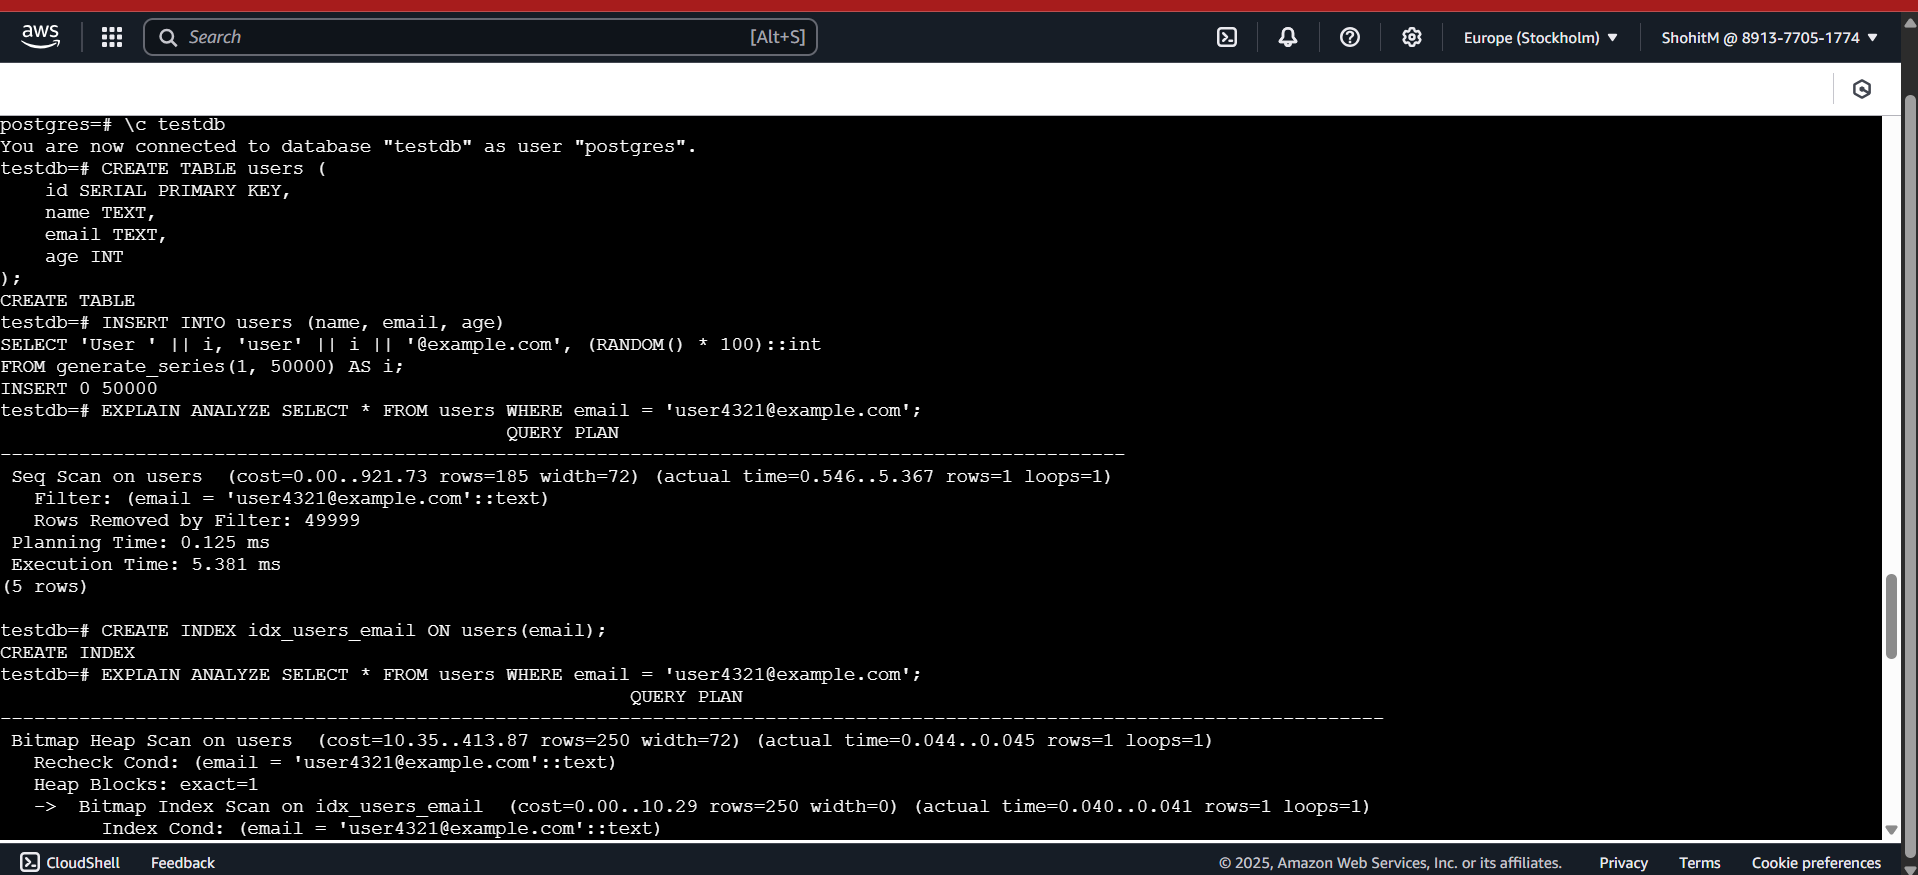 aws
Search [Alt+S]
Europe (Stockholm) ▼
ShohitM @ 8913-7705-1774 ▼
postgres=# \c testdb
You are now connected to database "testdb" as user "postgres".
testdb=# CREATE TABLE users (
    id SERIAL PRIMARY KEY,
    name TEXT,
    email TEXT,
    age INT
);
CREATE TABLE
testdb=# INSERT INTO users (name, email, age)
SELECT 'User ' || i, 'user' || i || '@example.com', (RANDOM() * 100)::int
FROM generate_series(1, 50000) AS i;
INSERT 0 50000
testdb=# EXPLAIN ANALYZE SELECT * FROM users WHERE email = 'user4321@example.com';
QUERY PLAN
----------------------------------------------------------------------------------------------------
 Seq Scan on users  (cost=0.00..921.73 rows=185 width=72) (actual time=0.546..5.367 rows=1 loops=1)
   Filter: (email = 'user4321@example.com'::text)
   Rows Removed by Filter: 49999
 Planning Time: 0.125 ms
 Execution Time: 5.381 ms
(5 rows)
testdb=# CREATE INDEX idx_users_email ON users(email);
CREATE INDEX
testdb=# EXPLAIN ANALYZE SELECT * FROM users WHERE email = 'user4321@example.com';
QUERY PLAN
---------------------------------------------------------------------------------------------------------------------------
 Bitmap Heap Scan on users  (cost=10.35..413.87 rows=250 width=72) (actual time=0.044..0.045 rows=1 loops=1)
   Recheck Cond: (email = 'user4321@example.com'::text)
   Heap Blocks: exact=1
   ->  Bitmap Index Scan on idx_users_email  (cost=0.00..10.29 rows=250 width=0) (actual time=0.040..0.041 rows=1 loops=1)
         Index Cond: (email = 'user4321@example.com'::text)
CloudShell Feedback © 2025, Amazon Web Services, Inc. or its affiliates. Privacy Terms Cookie preferences